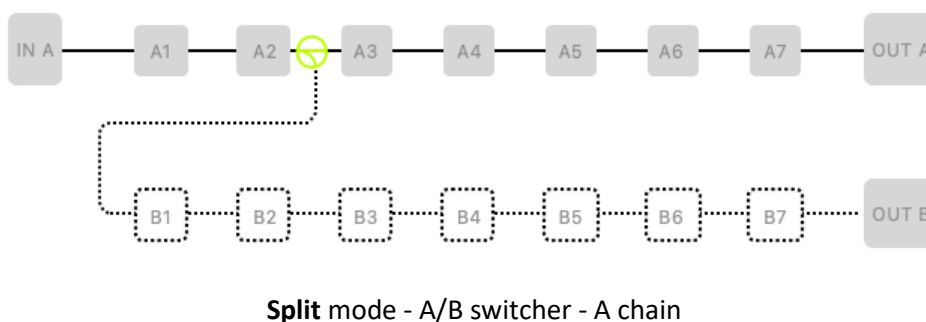 IN A A1 A2 A3 A4 A5 A6 A7 OUT A
B1 B2 B3 B4 B5 B6 B7 OUT B
Split mode - A/B switcher - A chain